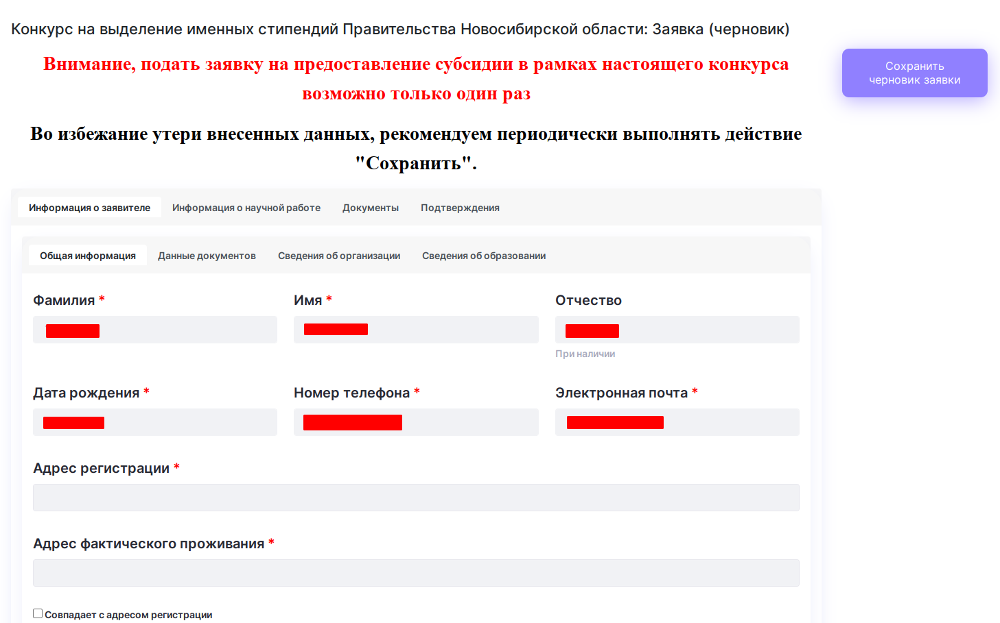 Конкурс на выделение именных стипендий Правительства Новосибирской области: Заявка (черновик)
Внимание, подать заявку на предоставление субсидии в рамках настоящего конкурса
возможно только один раз
Сохранить
черновик заявки
Во избежание утери внесенных данных, рекомендуем периодически выполнять действие
"Сохранить".
Информация о заявителе Информация о научной работе Документы Подтверждения
Общая информация Данные документов Сведения об организации Сведения об образовании
Фамилия * Имя * Отчество
При наличии
Дата рождения * Номер телефона * Электронная почта *
Адрес регистрации *
Адрес фактического проживания *
Совпадает с адресом регистрации